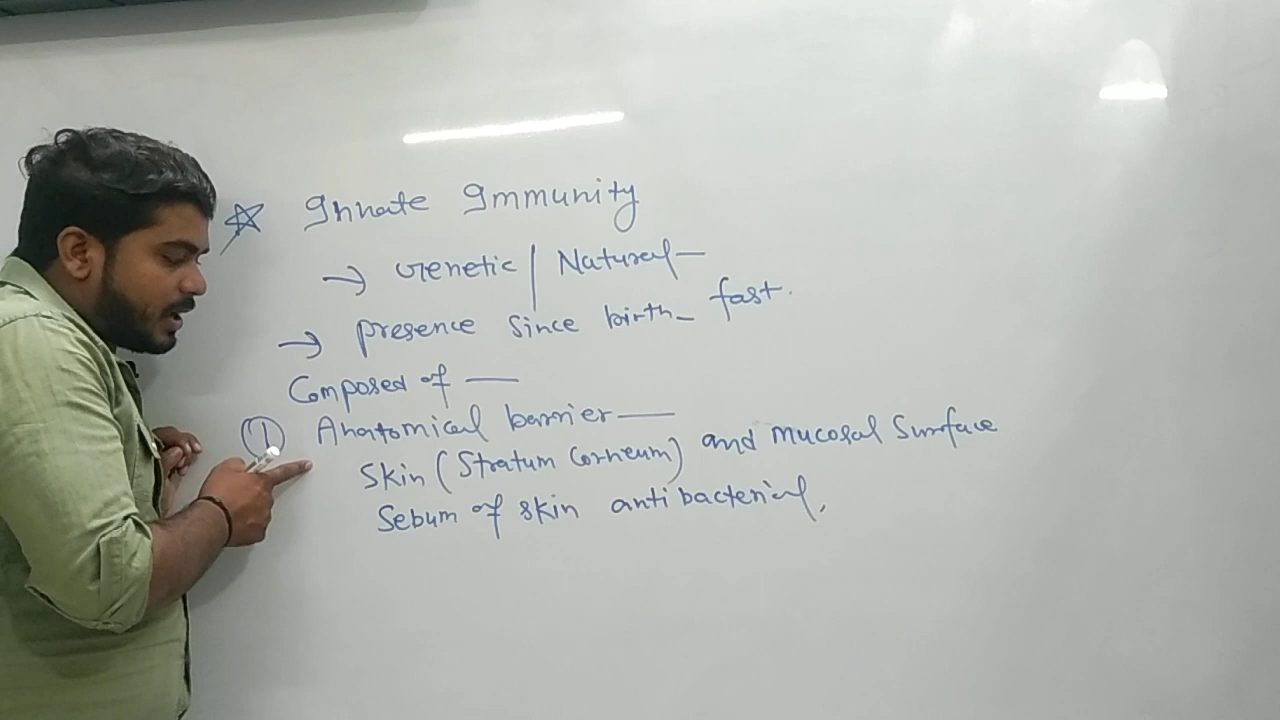 ☆ Innate Immunity
→ Genetic / Natural —
→ presence since birth – fast.
Composed of —
① Anatomical barrier —
Skin (Stratum Corneum) and mucosal Surface
Sebum of skin antibacterial,